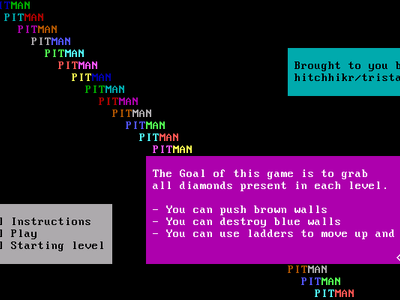 PITMAN
PITMAN
PITMAN
PITMAN
PITMAN
PITMAN
PITMAN
PITMAN
PITMAN
PITMAN
PITMAN
PITMAN
Brought to you b
hitchhikr/trista
The Goal of this game is to grab
all diamonds present in each level.
- You can push brown walls
- You can destroy blue walls
- You can use ladders to move up and
Instructions
Play
Starting level
PITMAN
PITMAN
PITMAN